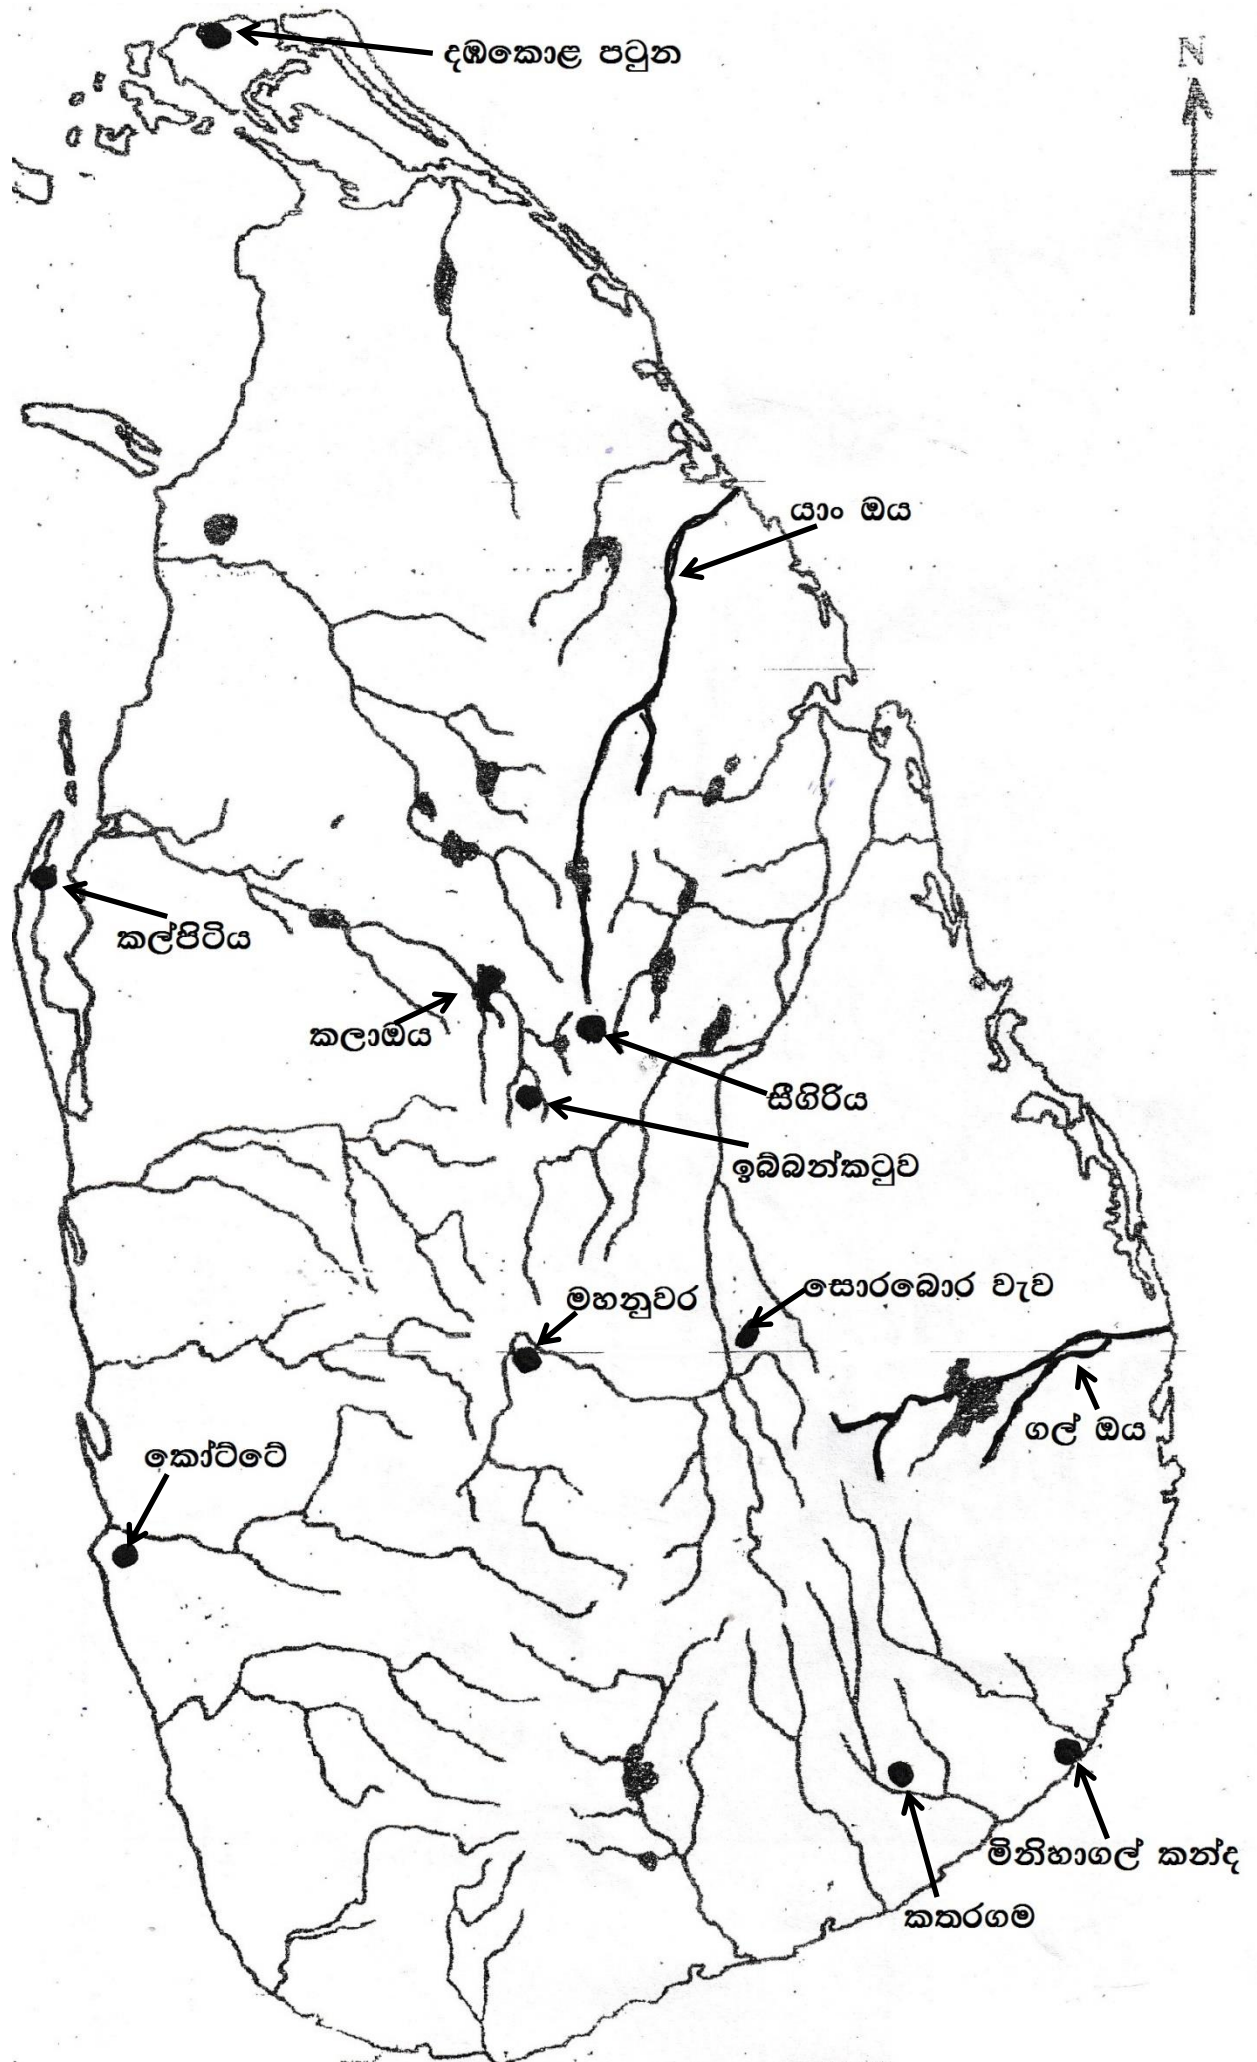 දඹකොළ පටුන
N
යාං ඔය
කල්පිටිය
කලාඔය
සීගිරිය
ඉබ්බන්කටුව
සොරබොර වැව
මහනුවර
ගල් ඔය
කෝට්ටේ
මිනිහාගල් කන්ද
කතරගම